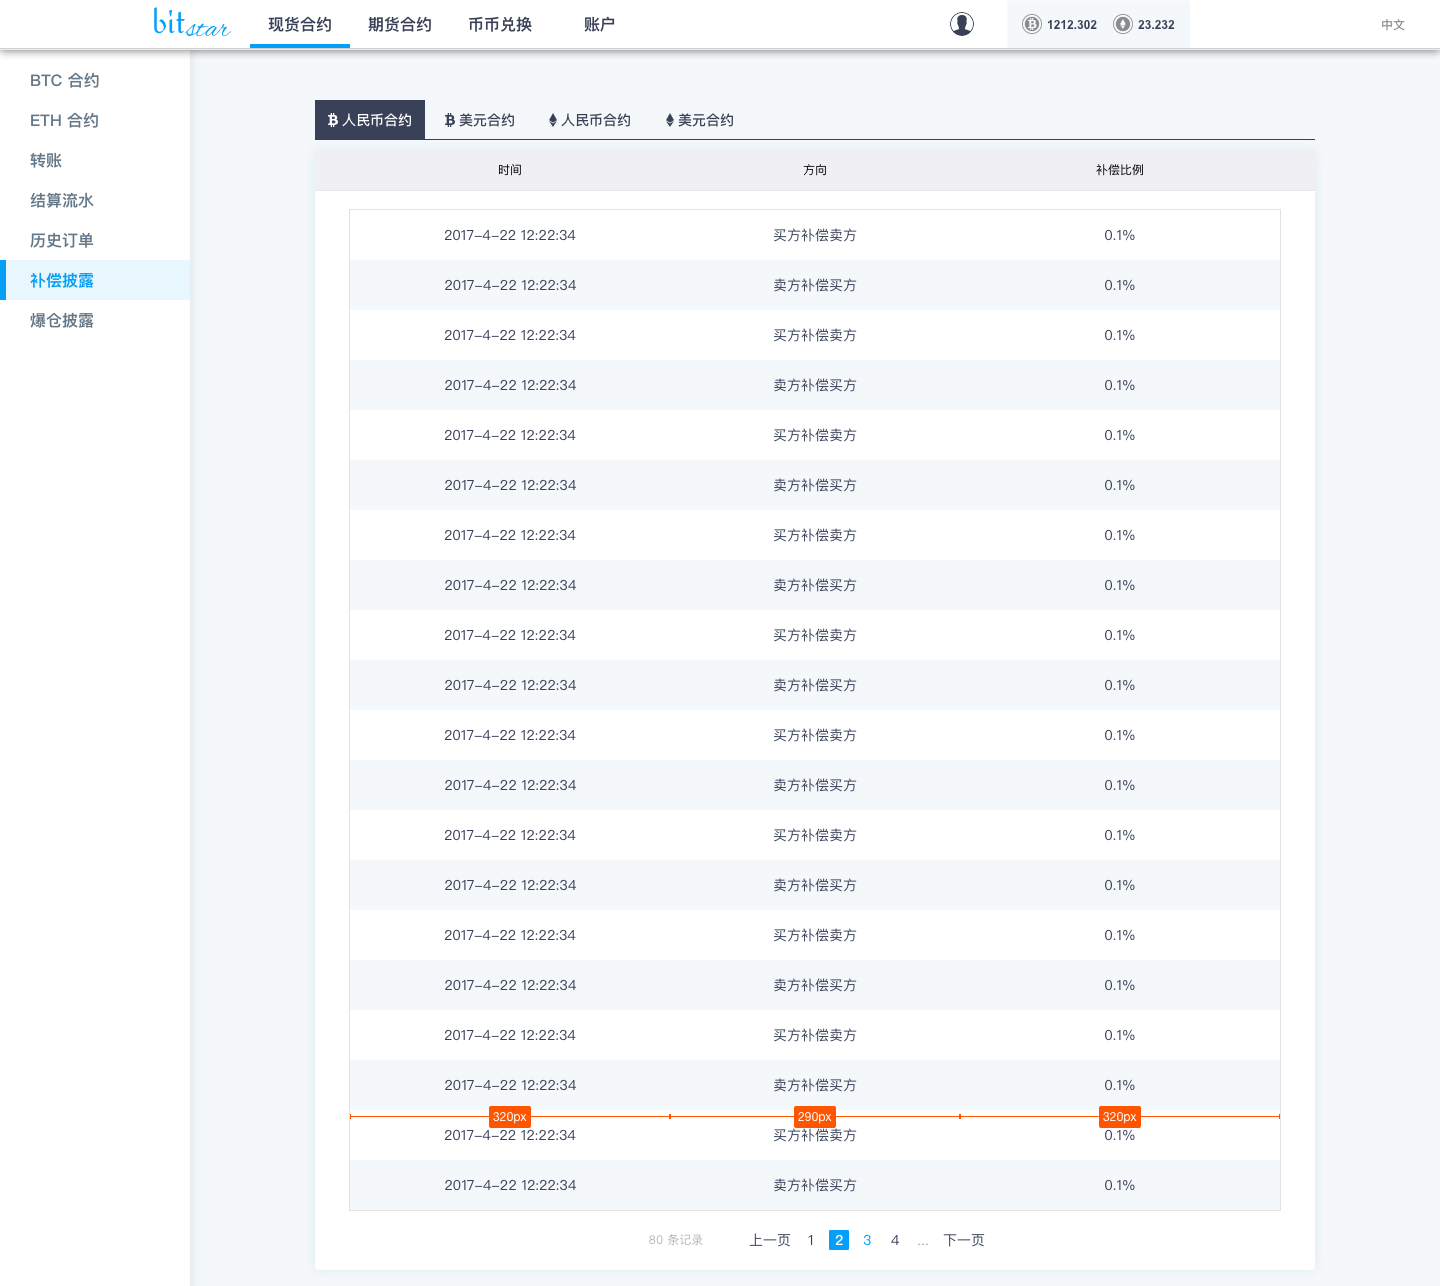 bitstar 现货合约 期货合约 币币兑换 账户 1212.302 23.232 中文
BTC 合约
ETH 合约
转账
结算流水
历史订单
补偿披露
爆仓披露
人民币合约 美元合约 人民币合约 美元合约
时间 方向 补偿比例
2017-4-22 12:22:34 买方补偿卖方 0.1%
2017-4-22 12:22:34 卖方补偿买方 0.1%
2017-4-22 12:22:34 买方补偿卖方 0.1%
2017-4-22 12:22:34 卖方补偿买方 0.1%
2017-4-22 12:22:34 买方补偿卖方 0.1%
2017-4-22 12:22:34 卖方补偿买方 0.1%
2017-4-22 12:22:34 买方补偿卖方 0.1%
2017-4-22 12:22:34 卖方补偿买方 0.1%
2017-4-22 12:22:34 买方补偿卖方 0.1%
2017-4-22 12:22:34 卖方补偿买方 0.1%
2017-4-22 12:22:34 买方补偿卖方 0.1%
2017-4-22 12:22:34 卖方补偿买方 0.1%
2017-4-22 12:22:34 买方补偿卖方 0.1%
2017-4-22 12:22:34 卖方补偿买方 0.1%
2017-4-22 12:22:34 买方补偿卖方 0.1%
2017-4-22 12:22:34 卖方补偿买方 0.1%
2017-4-22 12:22:34 买方补偿卖方 0.1%
2017-4-22 12:22:34 卖方补偿买方 0.1%
320px 290px 320px
2017-4-22 12:22:34 买方补偿卖方 0.1%
2017-4-22 12:22:34 卖方补偿买方 0.1%
80 条记录 上一页 1 2 3 4 ... 下一页